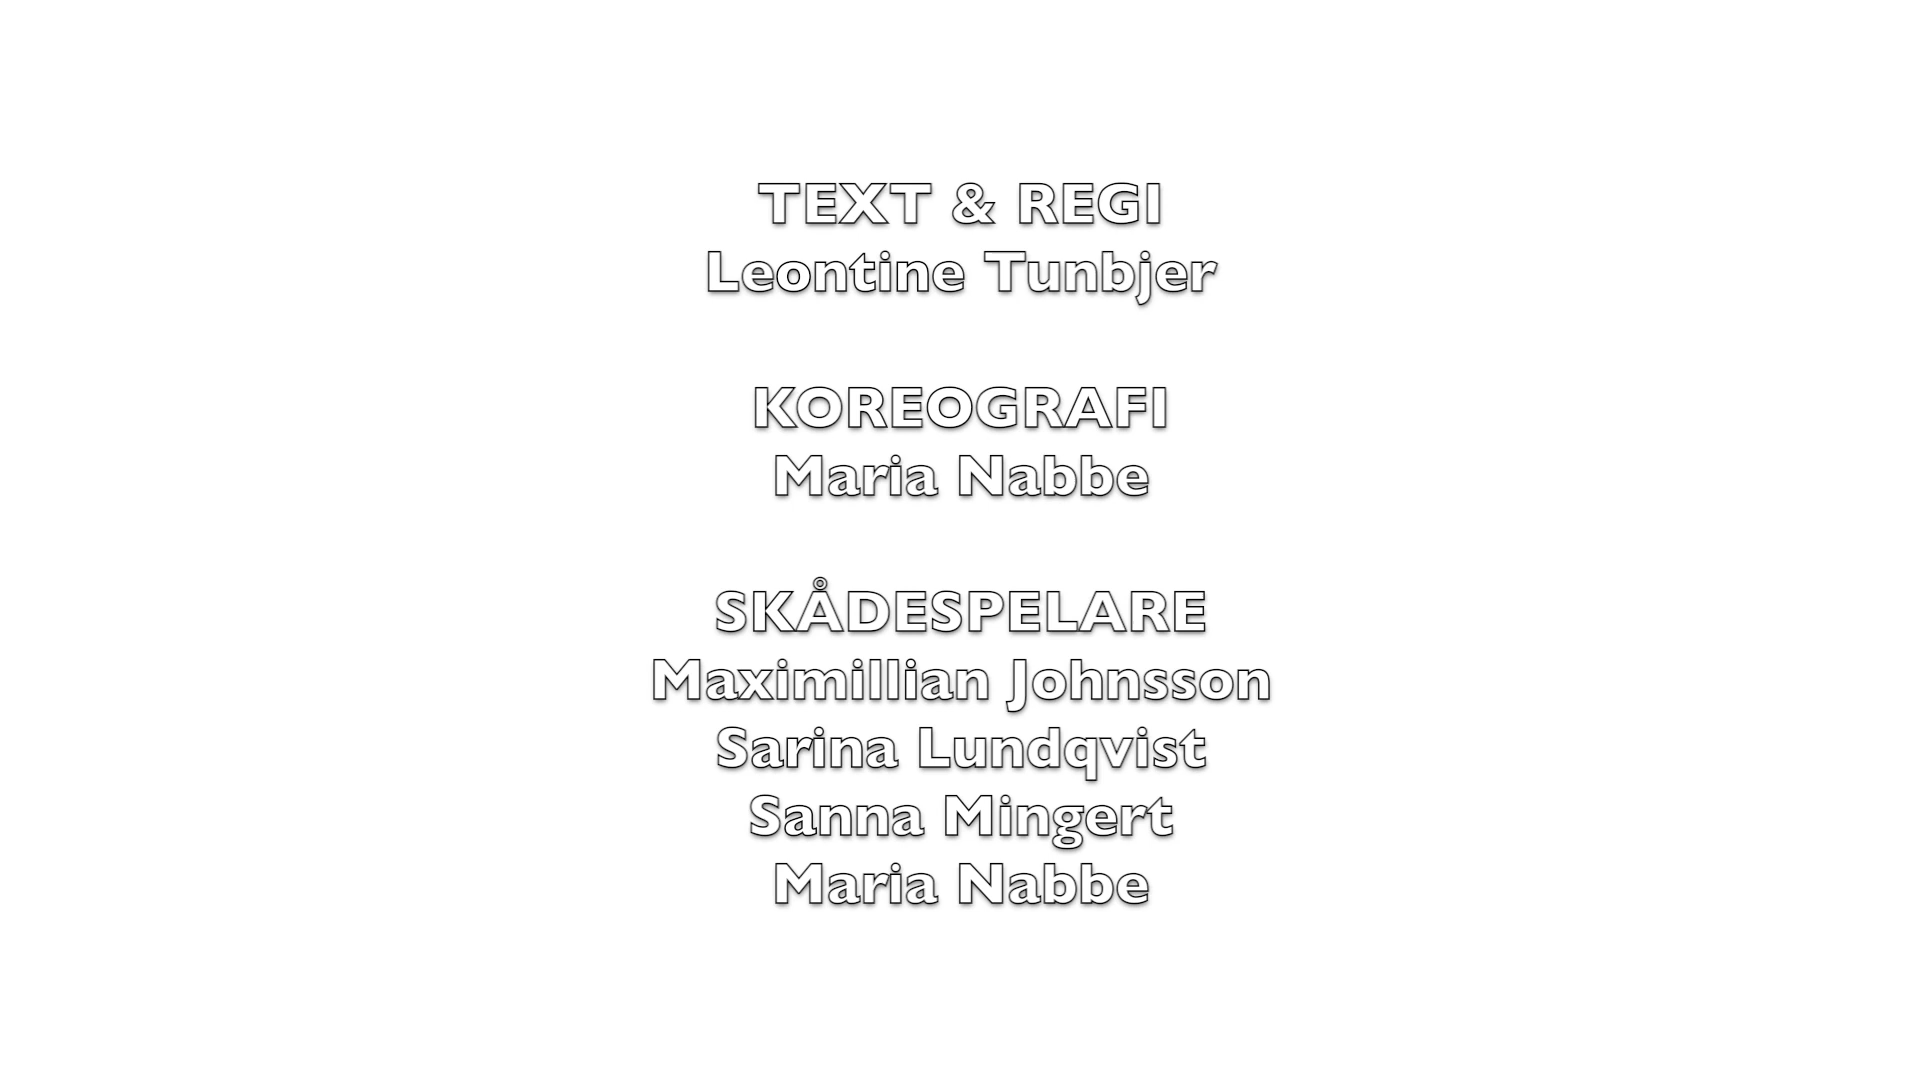 TEXT & REGI
Leontine Tunbjer
KOREOGRAFI
Maria Nabbe
SKÅDESPELARE
Maximillian Johnsson
Sarina Lundqvist
Sanna Mingert
Maria Nabbe